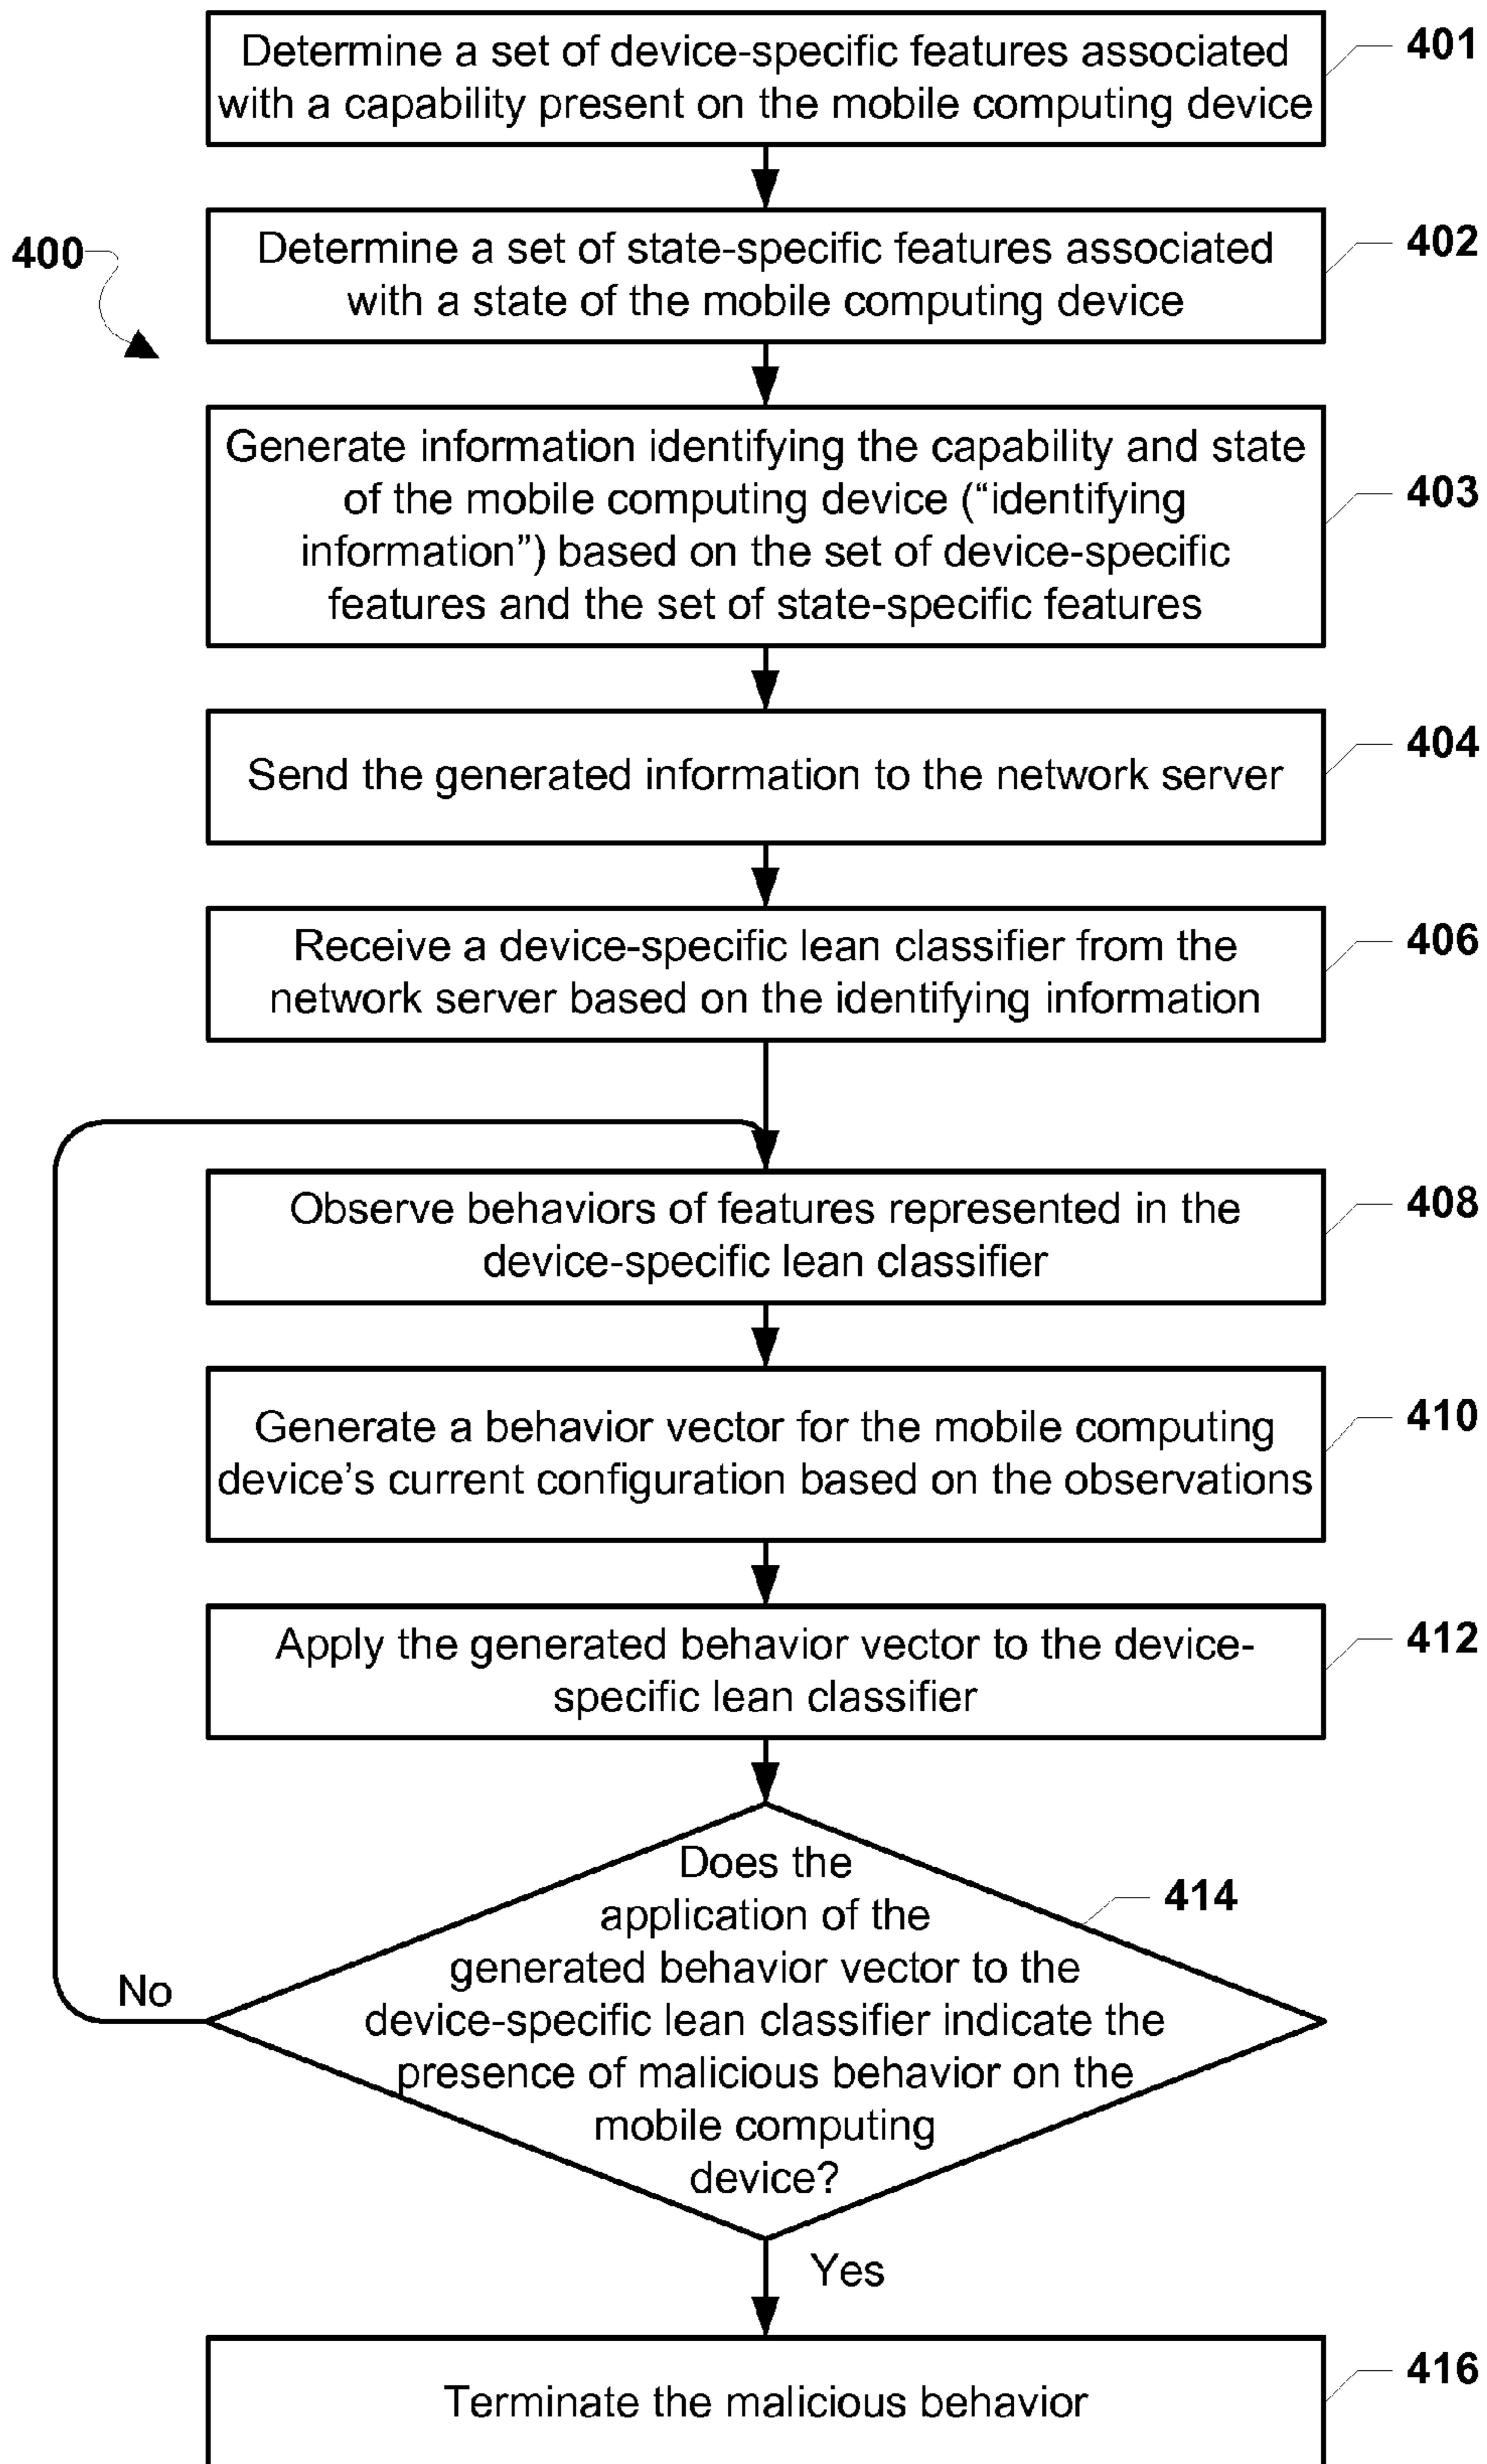 Determine a set of device-specific features associated
with a capability present on the mobile computing device
401
400
Determine a set of state-specific features associated
with a state of the mobile computing device
402
Generate information identifying the capability and state
of the mobile computing device (“identifying
information”) based on the set of device-specific
features and the set of state-specific features
403
Send the generated information to the network server
404
Receive a device-specific lean classifier from the
network server based on the identifying information
406
Observe behaviors of features represented in the
device-specific lean classifier
408
Generate a behavior vector for the mobile computing
device’s current configuration based on the observations
410
Apply the generated behavior vector to the device-
specific lean classifier
412
Does the
application of the
generated behavior vector to the
device-specific lean classifier indicate the
presence of malicious behavior on the
mobile computing
device?
414
No
Yes
Terminate the malicious behavior
416